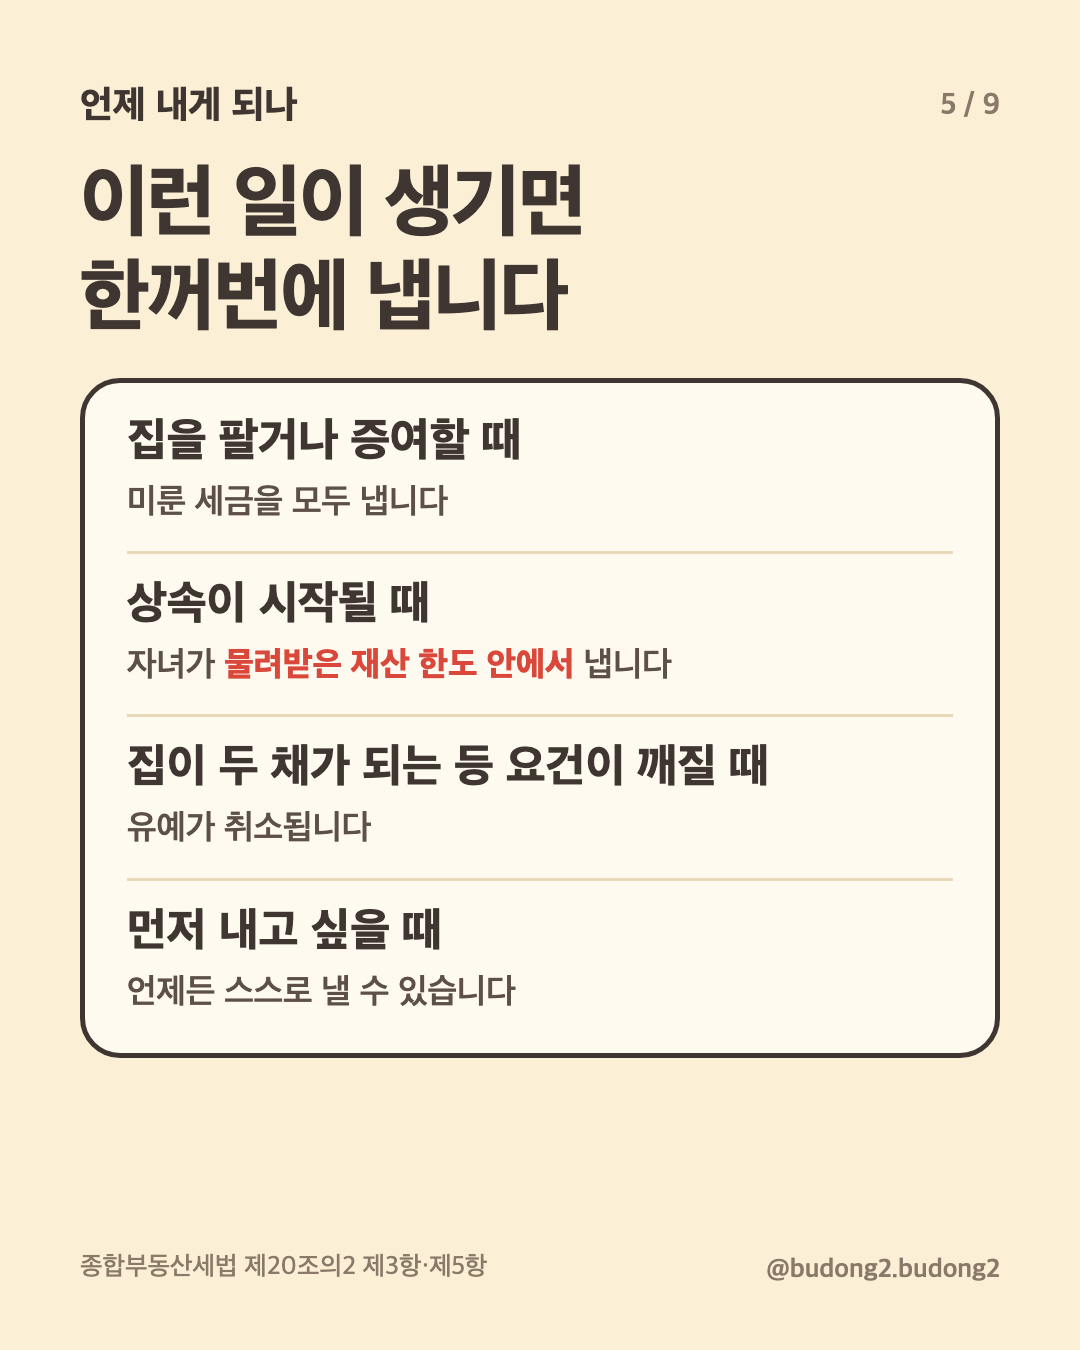 언제 내게 되나
5 / 9
이런 일이 생기면
한꺼번에 냅니다
집을 팔거나 증여할 때
미룬 세금을 모두 냅니다
상속이 시작될 때
자녀가 물려받은 재산 한도 안에서 냅니다
집이 두 채가 되는 등 요건이 깨질 때
유예가 취소됩니다
먼저 내고 싶을 때
언제든 스스로 낼 수 있습니다
종합부동산세법 제20조의2 제3항·제5항
@budong2.budong2